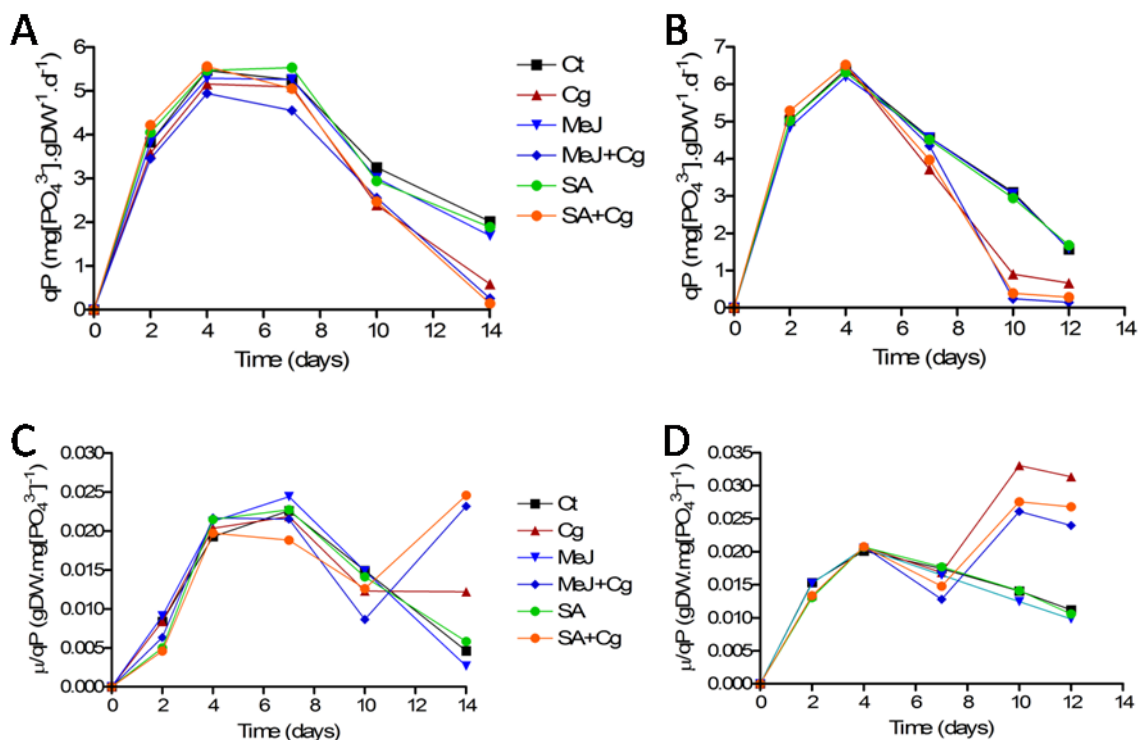 A
qP (mg[PO₄³⁻].gDW⁻¹.d⁻¹)
6
5
4
3
2
1
0
0 2 4 6 8 10 12 14
Time (days)
Ct
Cg
MeJ
MeJ+Cg
SA
SA+Cg
B
qP (mg[PO₄³⁻].gDW⁻¹.d⁻¹)
7
6
5
4
3
2
1
0
0 2 4 6 8 10 12 14
Time (days)
C
μ/qP (gDW.mg[PO₄³⁻]⁻¹)
0.030
0.025
0.020
0.015
0.010
0.005
0.000
0 2 4 6 8 10 12 14
Time (days)
Ct
Cg
MeJ
MeJ+Cg
SA
SA+Cg
D
μ/qP (gDW.mg[PO₄³⁻]⁻¹)
0.035
0.030
0.025
0.020
0.015
0.010
0.005
0.000
0 2 4 6 8 10 12 14
Time (days)